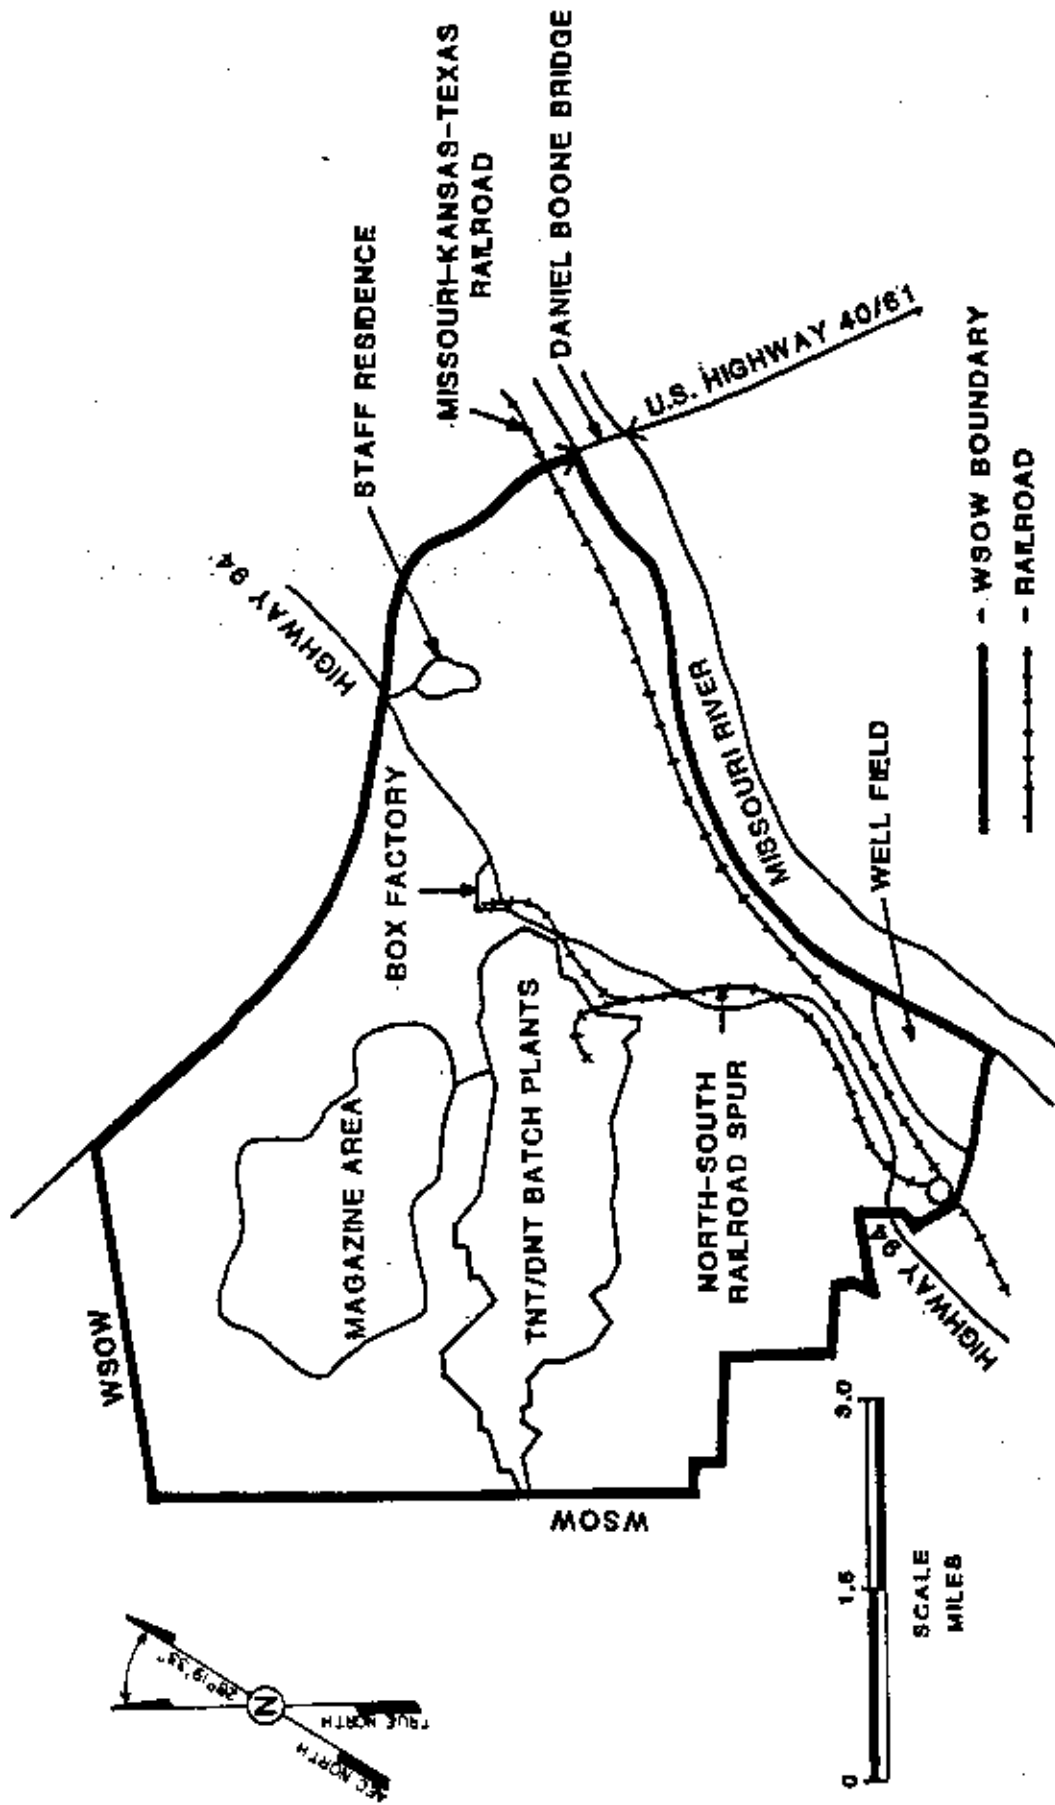 HIGHWAY 94
STAFF RESIDENCE
MISSOURI-KANSAS-TEXAS
RAILROAD
DANIEL BOONE BRIDGE
U.S. HIGHWAY 40/61
WSOW
BOX FACTORY
MAGAZINE AREA
TNT/DNT BATCH PLANTS
NORTH-SOUTH
RAILROAD SPUR
MISSOURI RIVER
WELL FIELD
WSOW
HIGHWAY 94
N
TRUE NORTH
AEC NORTH
0 1.5 3.0
SCALE
MILES
- WSOW BOUNDARY
- RAILROAD